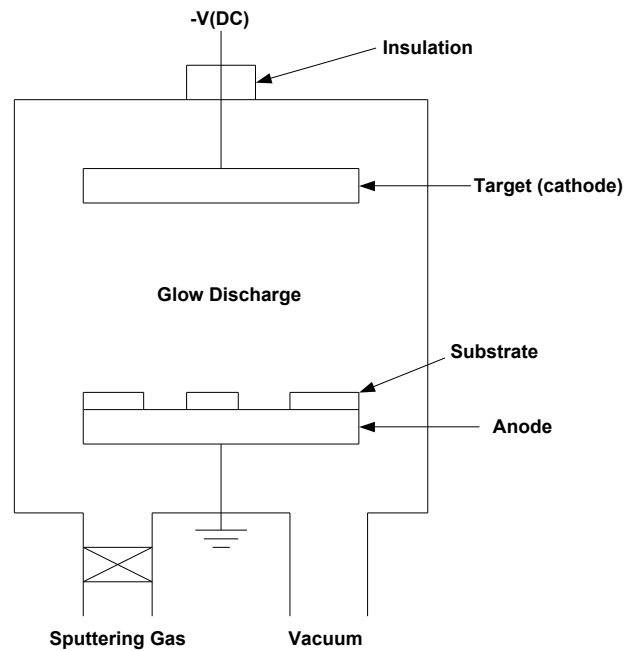 -V(DC)
Insulation
Target (cathode)
Glow Discharge
Substrate
Anode
Sputtering Gas
Vacuum